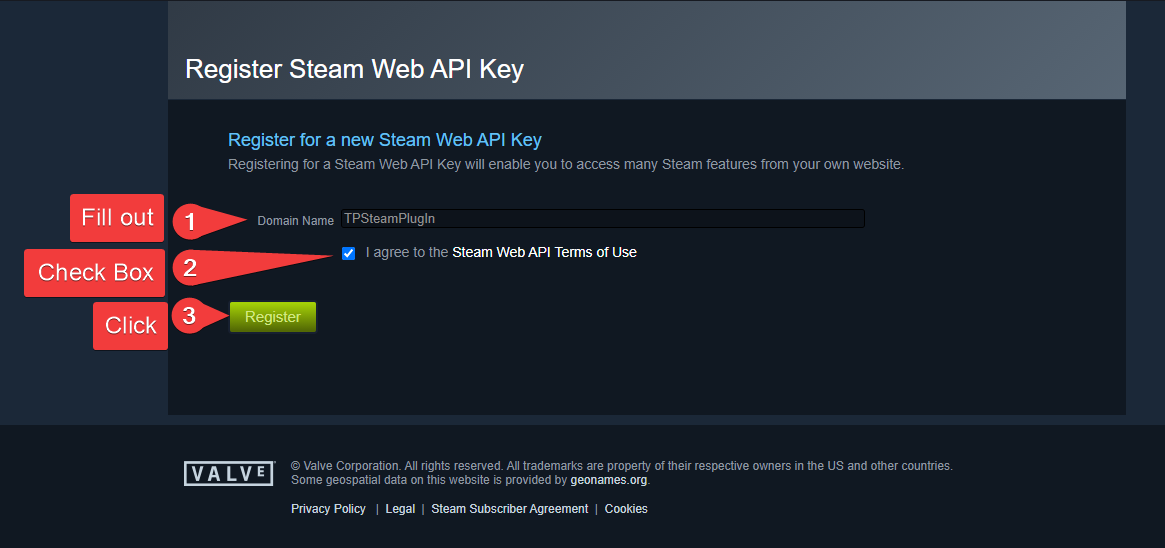 Register Steam Web API Key
Register for a new Steam Web API Key
Registering for a Steam Web API Key will enable you to access many Steam features from your own website.
Fill out
1
Domain Name
TPSteamPlugIn
Check Box
2
I agree to the Steam Web API Terms of Use
Click
3
Register
VALVE
© Valve Corporation. All rights reserved. All trademarks are property of their respective owners in the US and other countries.
Some geospatial data on this website is provided by geonames.org.
Privacy Policy | Legal | Steam Subscriber Agreement | Cookies